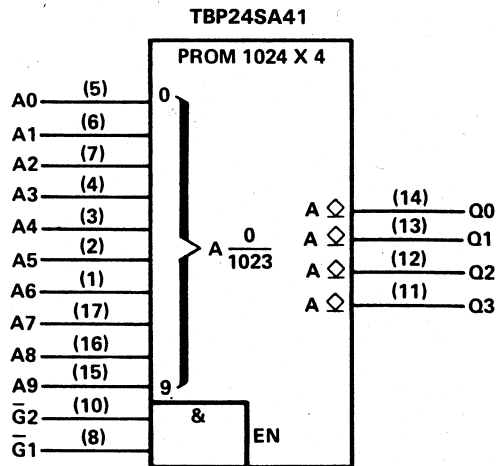 TBP24SA41
PROM 1024 X 4
A0 (5) 0
A1 (6)
A2 (7)
A3 (4)
A4 (3)
A5 (2)
A6 (1)
A7 (17)
A8 (16)
A9 (15) 9
G̅2 (10) &
G̅1 (8) EN
A 0
1023
A (14) Q0
A (13) Q1
A (12) Q2
A (11) Q3